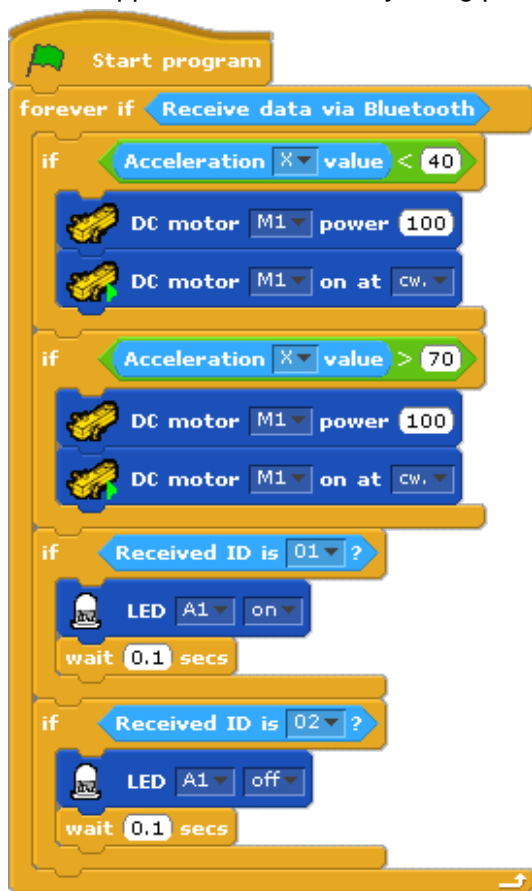 Start program
forever if Receive data via Bluetooth
if Acceleration X value < 40
DC motor M1 power 100
DC motor M1 on at cw.
if Acceleration X value > 70
DC motor M1 power 100
DC motor M1 on at cw.
if Received ID is 01 ?
LED A1 on
wait 0.1 secs
if Received ID is 02 ?
LED A1 off
wait 0.1 secs